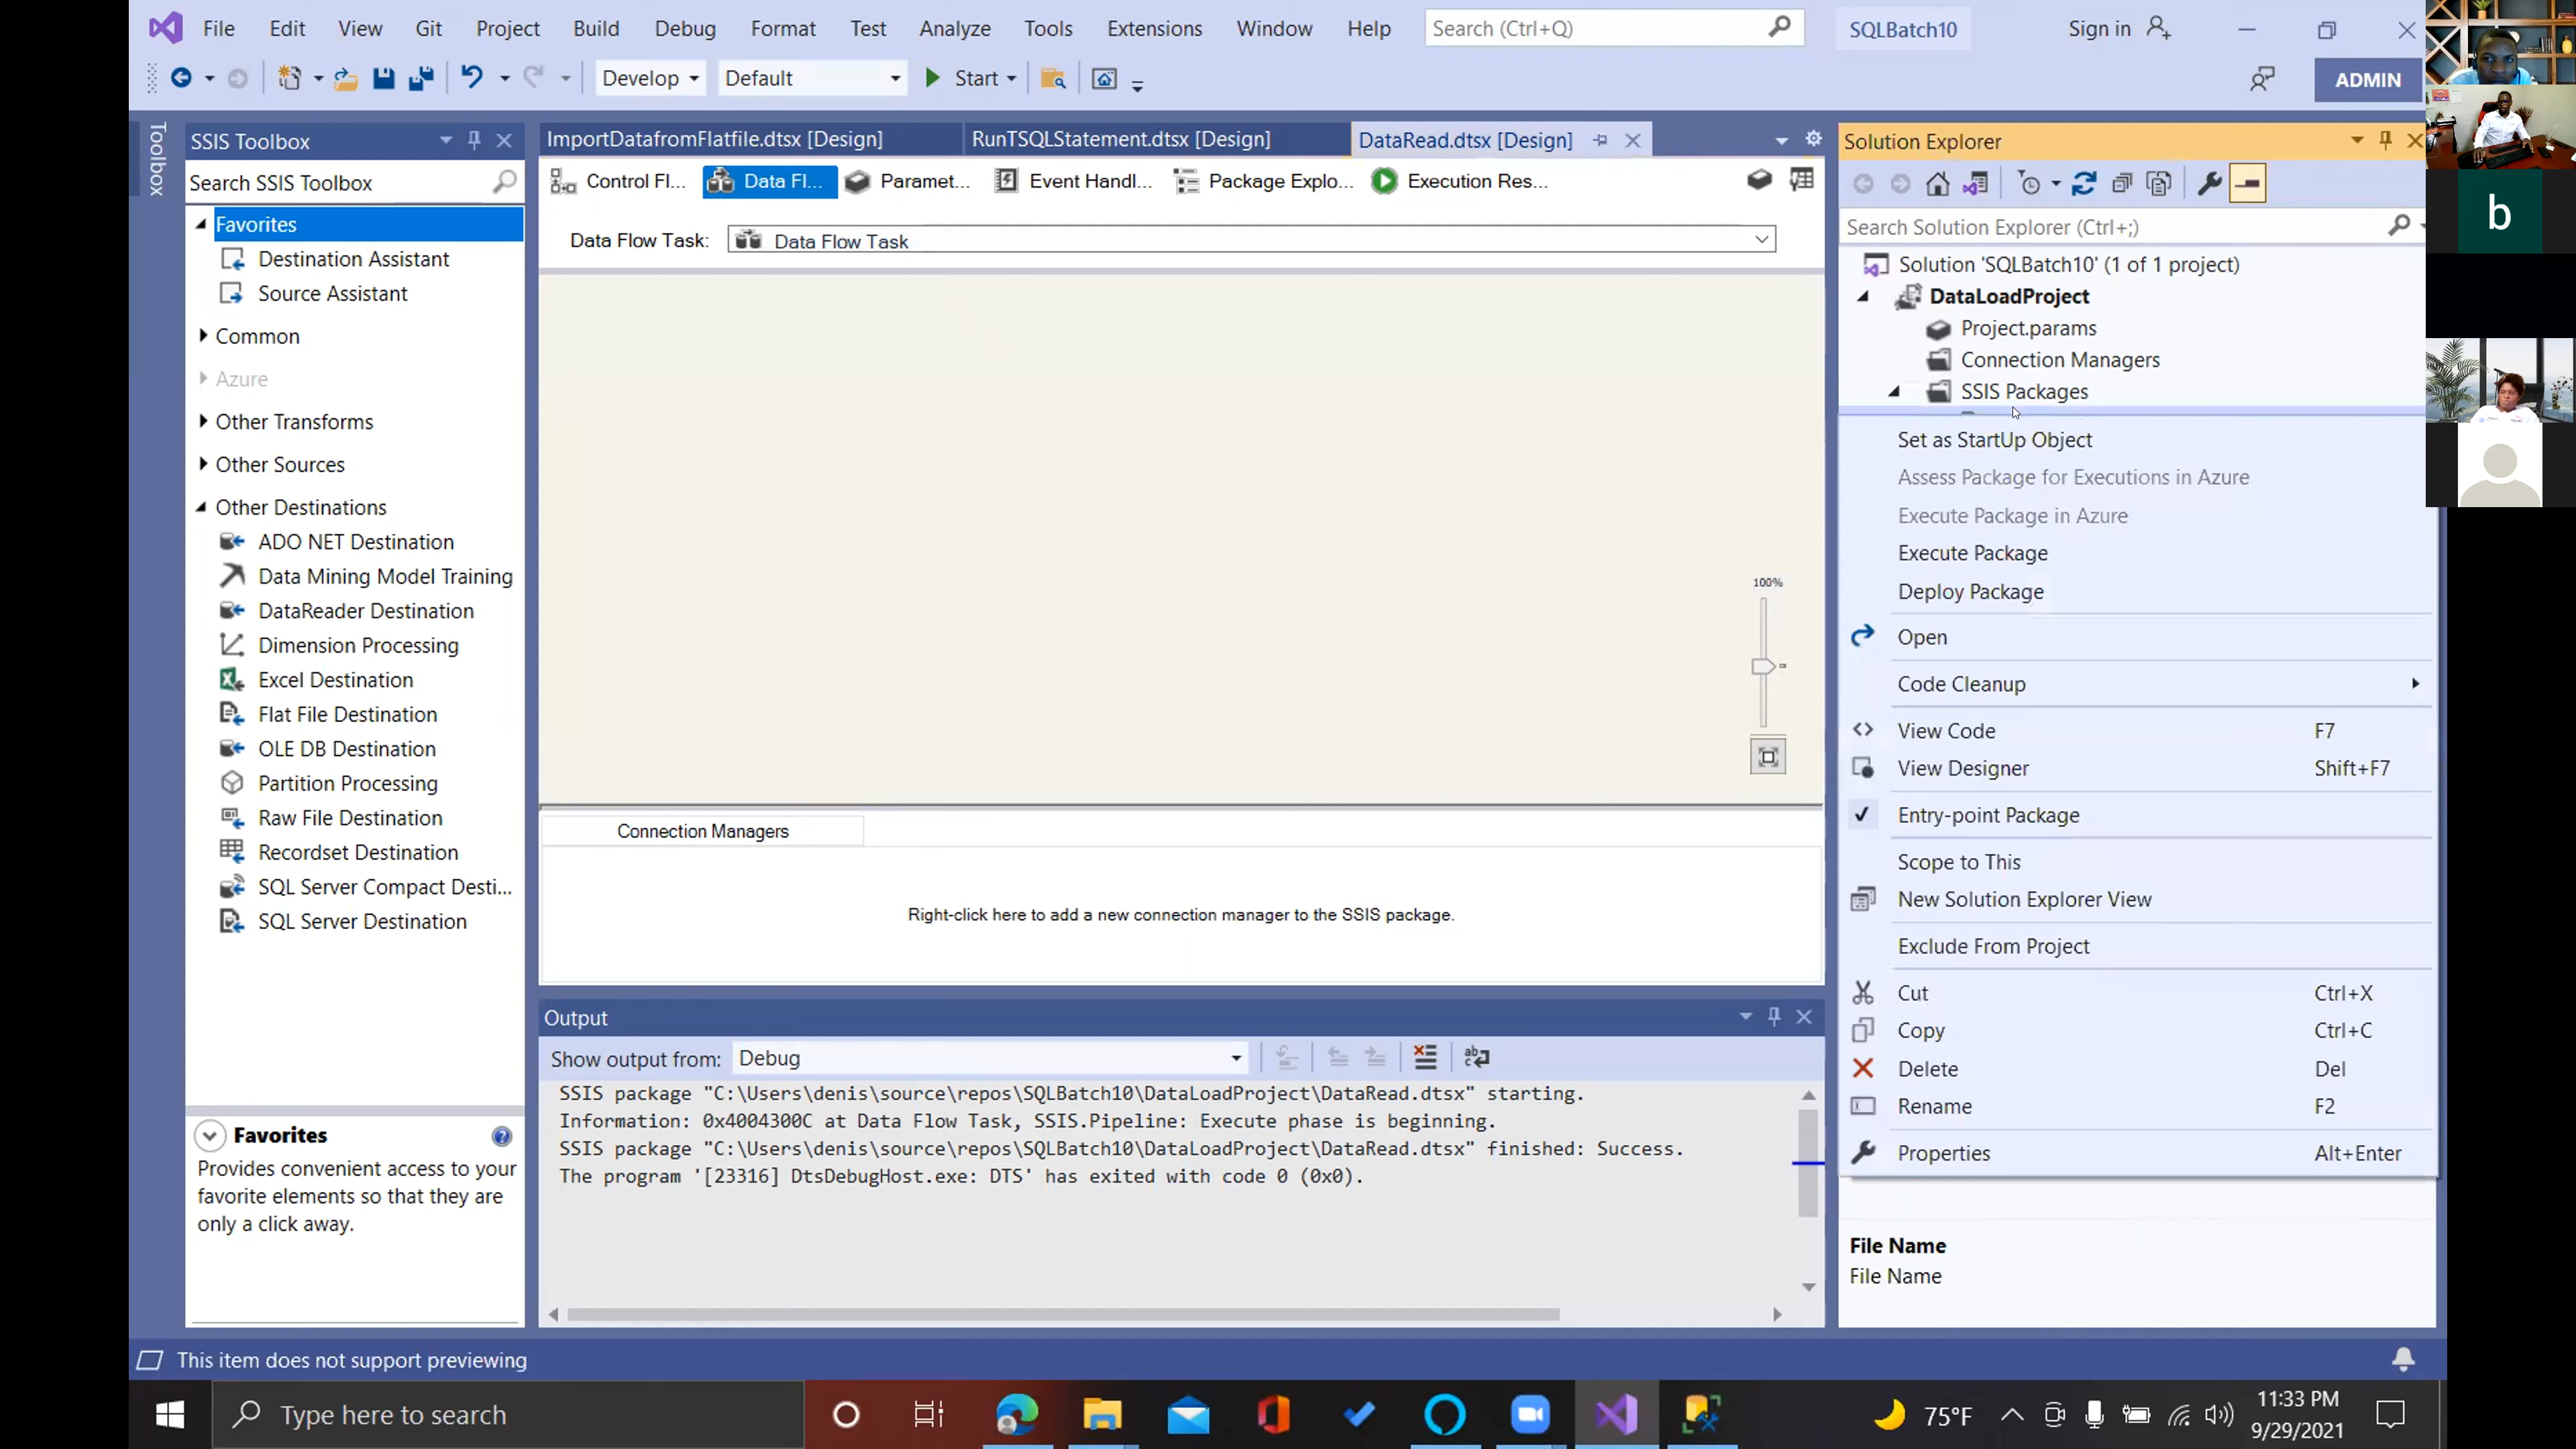 File Edit View Git Project Build Debug Format Test Tools Extensions Analyze Window Help Search (Ctrl+Q) SQLBatch10 Sign in
Develop Default Start ADMIN
Toolbox
SSIS Toolbox
Search SSIS Toolbox
Favorites
Destination Assistant
Source Assistant
Common
Azure
Other Transforms
Other Sources
Other Destinations
ADO NET Destination
Data Mining Model Training
DataReader Destination
Dimension Processing
Excel Destination
Flat File Destination
OLE DB Destination
Partition Processing
Raw File Destination
Recordset Destination
SQL Server Compact Desti...
SQL Server Destination
Favorites
Provides convenient access to your
favorite elements so that they are
only a click away.
ImportDatafromFlatfile.dtsx [Design] RunTSQLStatement.dtsx [Design] DataRead.dtsx [Design]
Control Fl... Data Fl... Paramet... Event Handl... Package Explo... Execution Res...
Data Flow Task: Data Flow Task
100%
Connection Managers
Right-click here to add a new connection manager to the SSIS package.
Output
Show output from: Debug
SSIS package "C:\Users\denis\source\repos\SQLBatch10\DataLoadProject\DataRead.dtsx" starting.
Information: 0x4004300C at Data Flow Task, SSIS.Pipeline: Execute phase is beginning.
SSIS package "C:\Users\denis\source\repos\SQLBatch10\DataLoadProject\DataRead.dtsx" finished: Success.
The program '[23316] DtsDebugHost.exe: DTS' has exited with code 0 (0x0).
Solution Explorer
Search Solution Explorer (Ctrl+;)
Solution 'SQLBatch10' (1 of 1 project)
DataLoadProject
Project.params
Connection Managers
SSIS Packages
Set as StartUp Object
Assess Package for Executions in Azure
Execute Package in Azure
Execute Package
Deploy Package
Open
Code Cleanup
View Code F7
View Designer Shift+F7
Entry-point Package
Scope to This
New Solution Explorer View
Exclude From Project
Cut Ctrl+X
Copy Ctrl+C
Delete Del
Rename F2
Properties Alt+Enter
File Name
File Name
b
This item does not support previewing
Type here to search
75°F
11:33 PM
9/29/2021